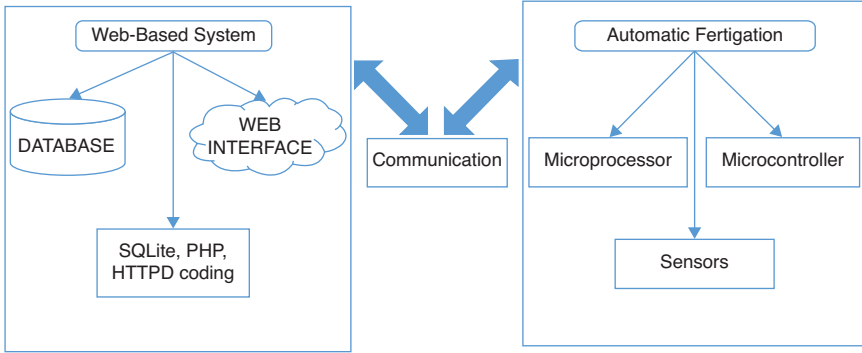 Web-Based System
DATABASE
WEB
INTERFACE
SQLite, PHP,
HTTPD coding
Communication
Automatic Fertigation
Microprocessor
Microcontroller
Sensors